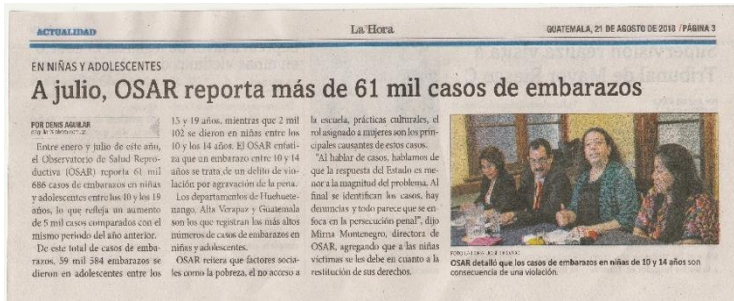 ACTUALIDAD
La Hora
GUATEMALA, 21 DE AGOSTO DE 2018 /PÁGINA 3
EN NIÑAS Y ADOLESCENTES
A julio, OSAR reporta más de 61 mil casos de embarazos
POR DENIS AGUILAR
Entre enero y julio de este año,
el Observatorio de Salud Repro-
ductiva (OSAR) reporta 61 mil
686 casos de embarazos en niñas
y adolescentes entre los 10 y los 19
años, lo que refleja un aumento
de 5 mil casos comparados con el
mismo periodo del año anterior.
De este total de casos de emba-
razos, 59 mil 584 embarazos se
dieron en adolescentes entre los
15 y 19 años, mientras que 2 mil
102 se dieron en niñas entre los
10 y los 14 años. El OSAR enfati-
za que un embarazo entre 10 y 14
años se trata de un delito de vio-
lación por agravación de la pena.
Los departamentos de Huehuete-
nango, Alta Verapaz y Guatemala
son los que registran los más altos
números de casos de embarazos en
niñas y adolescentes.
OSAR reitera que factores socia-
les como la pobreza, el no acceso a
la escuela, prácticas culturales, el
rol asignado a mujeres son los prin-
cipales causantes de estos casos.
"Al hablar de casos, hablamos de
que la respuesta del Estado es me-
nor a la magnitud del problema. Al
final se identifican los casos, hay
denuncias y todo parece que se en-
foca en la persecución penal", dijo
Mirna Montenegro, directora de
OSAR, agregando que a las niñas
víctimas se les debe en cuanto a la
restitución de sus derechos.
OSAR detalló que los casos de embarazos en niñas de 10 y 14 años son
consecuencia de una violación.